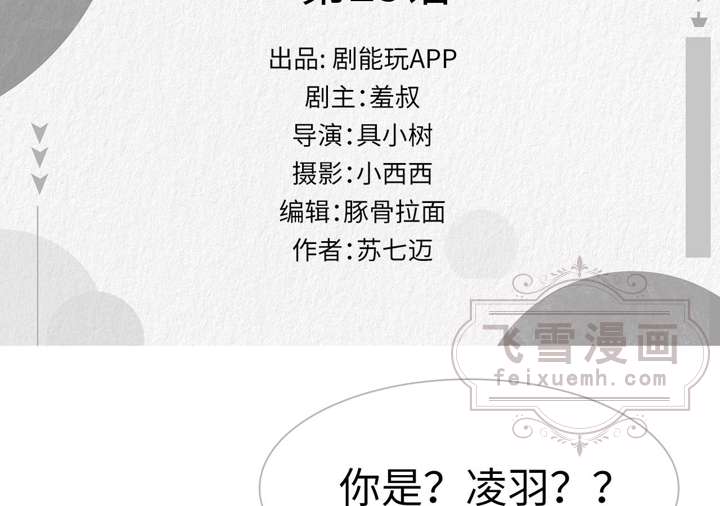 出品: 剧能玩APP
剧主：羞叔
导演：具小树
摄影：小西西
编辑：豚骨拉面
作者：苏七迈
飞雪漫画
feixuemh.com
你是？凌羽？？